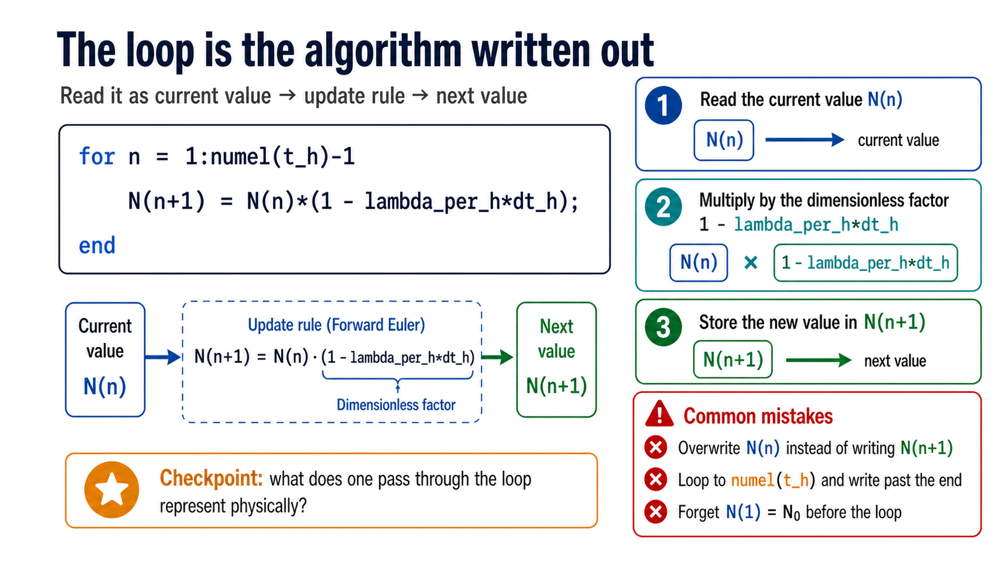 The loop is the algorithm written out
Read it as current value → update rule → next value
for n = 1:numel(t_h)-1
N(n+1) = N(n)*(1 - lambda_per_h*dt_h);
end
Current
value
N(n)
Update rule (Forward Euler)
N(n+1) = N(n)·(1 - lambda_per_h*dt_h)
Dimensionless factor
Next
value
N(n+1)
Checkpoint: what does one pass through the loop
represent physically?
1
Read the current value N(n)
N(n)
current value
2
Multiply by the dimensionless factor
1 - lambda_per_h*dt_h
N(n) × 1 - lambda_per_h*dt_h
3
Store the new value in N(n+1)
N(n+1)
next value
! Common mistakes
Overwrite N(n) instead of writing N(n+1)
Loop to numel(t_h) and write past the end
Forget N(1) = N₀ before the loop